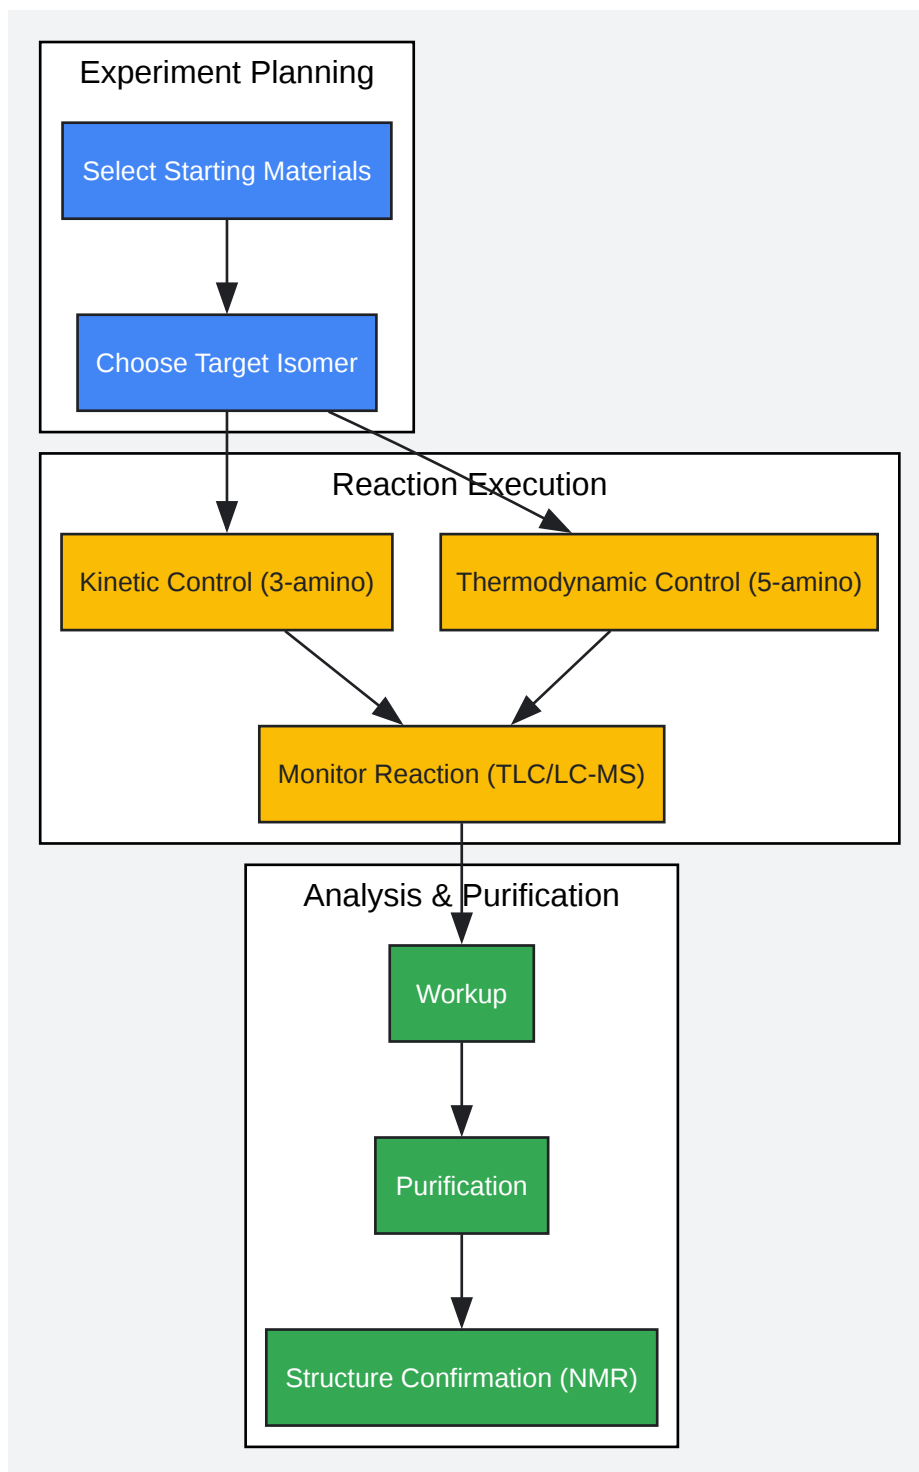 Experiment Planning
Select Starting Materials
Choose Target Isomer
Reaction Execution
Kinetic Control (3-amino)
Thermodynamic Control (5-amino)
Monitor Reaction (TLC/LC-MS)
Analysis & Purification
Workup
Purification
Structure Confirmation (NMR)